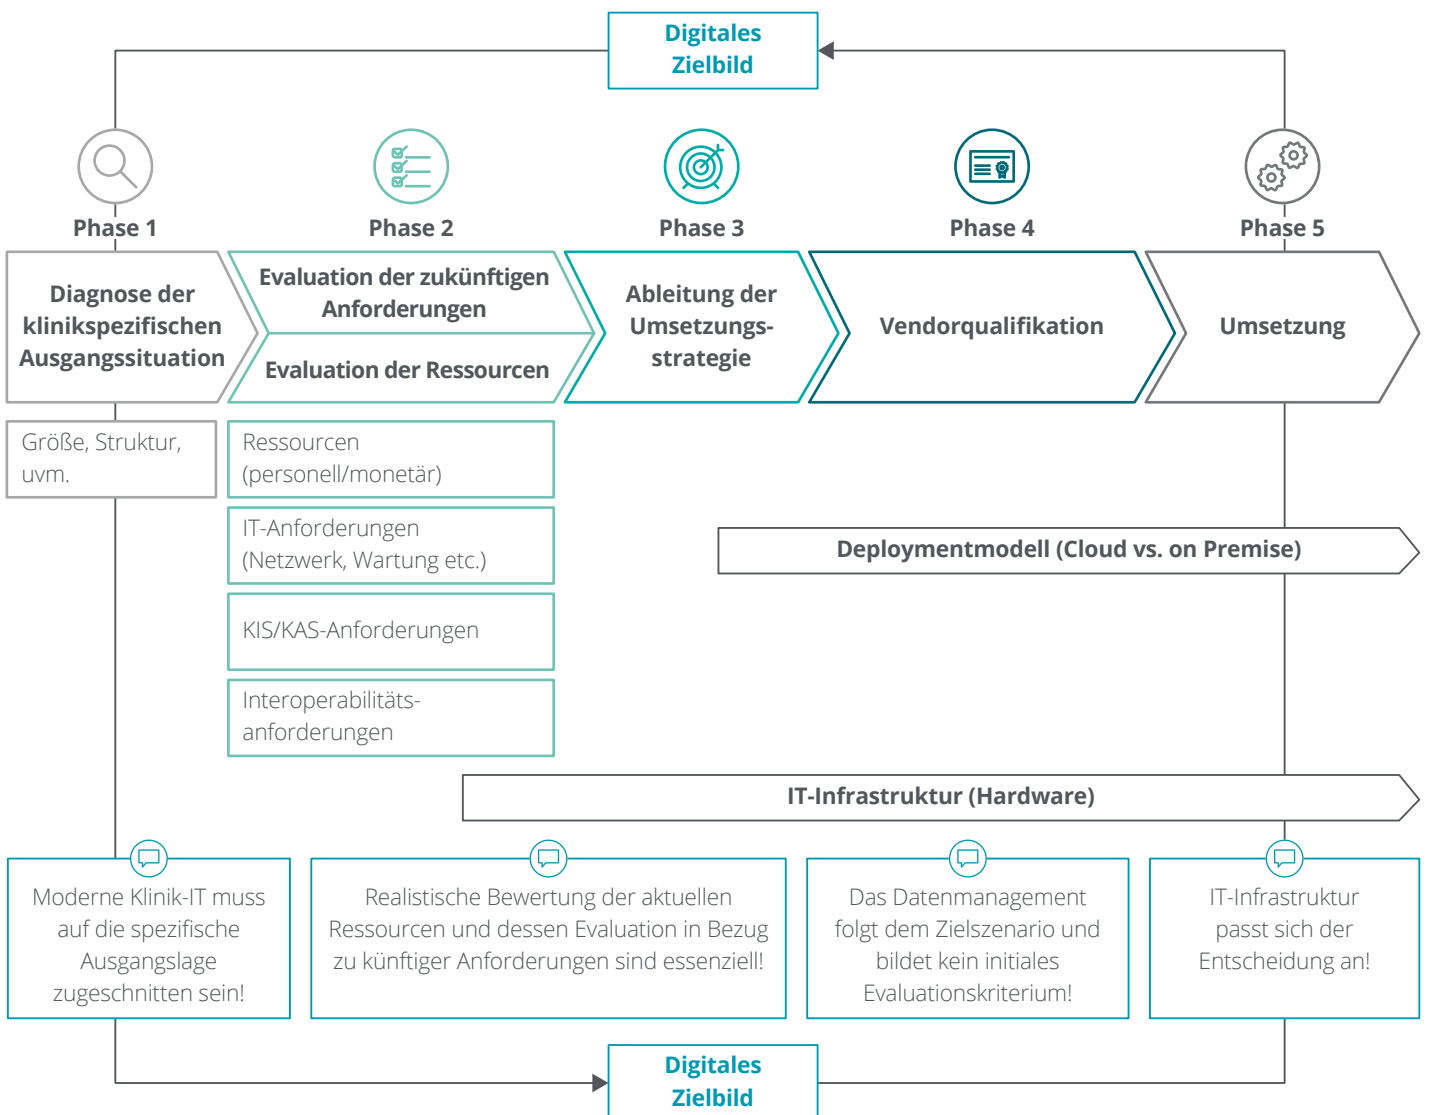 Digitales
Zielbild
Phase 1
Phase 2
Phase 3
Phase 4
Phase 5
Diagnose der
klinikspezifischen
Ausgangssituation
Evaluation der zukünftigen
Anforderungen
Evaluation der Ressourcen
Ableitung der
Umsetzungs-
strategie
Vendorqualifikation
Umsetzung
Größe, Struktur,
uvm.
Ressourcen
(personell/monetär)
IT-Anforderungen
(Netzwerk, Wartung etc.)
KIS/KAS-Anforderungen
Interoperabilitäts-
anforderungen
Deploymentmodell (Cloud vs. on Premise)
IT-Infrastruktur (Hardware)
Moderne Klinik-IT muss
auf die spezifische
Ausgangslage
zugeschnitten sein!
Realistische Bewertung der aktuellen
Ressourcen und dessen Evaluation in Bezug
zu künftiger Anforderungen sind essenziell!
Das Datenmanagement
folgt dem Zielszenario und
bildet kein initiales
Evaluationskriterium!
IT-Infrastruktur
passt sich der
Entscheidung an!
Digitales
Zielbild